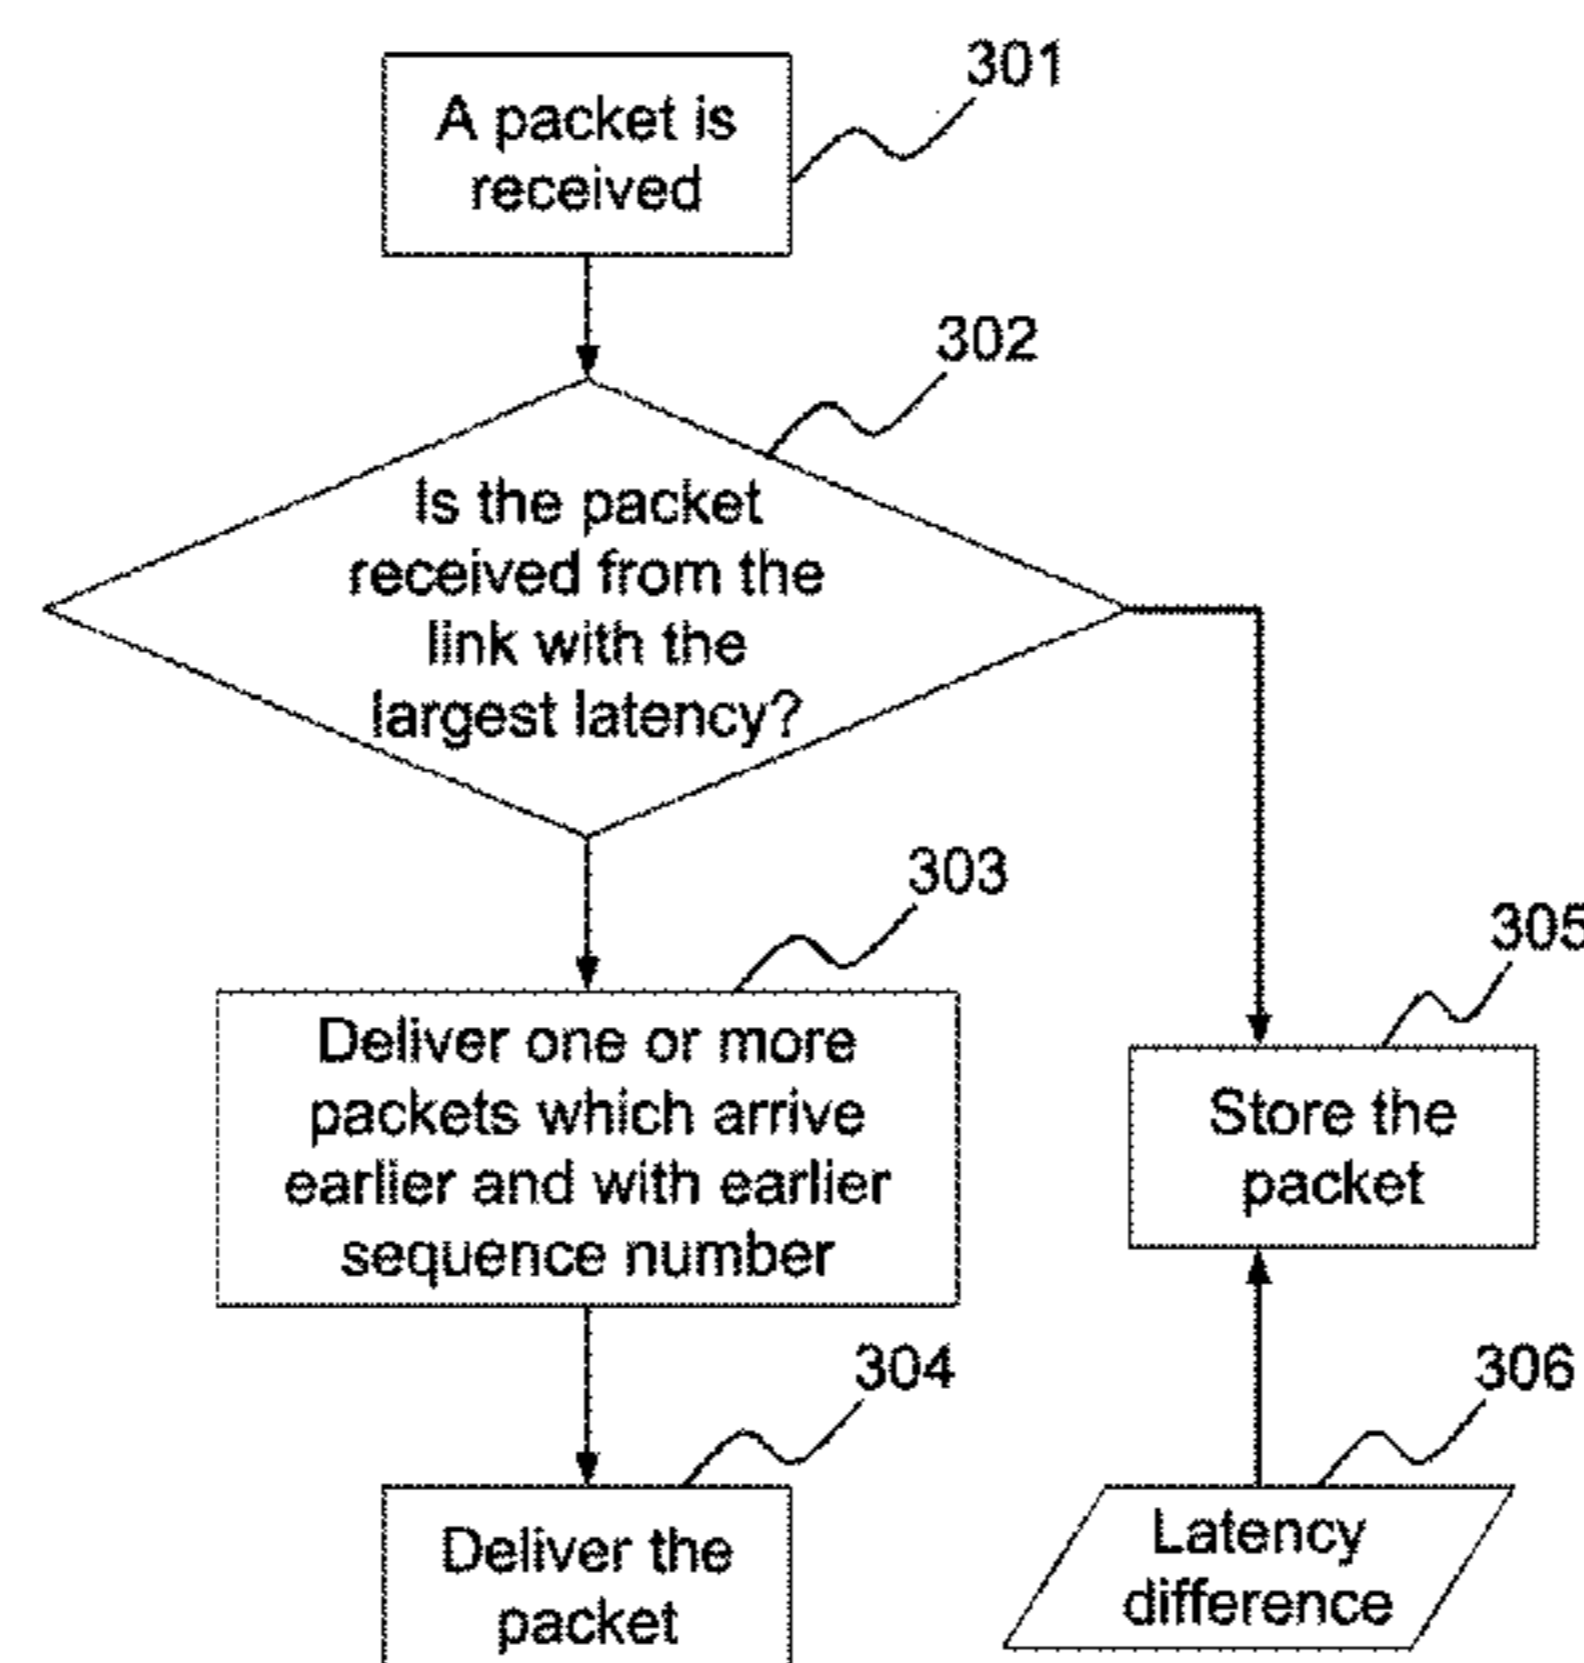 301
A packet is
received
302
Is the packet
received from the
link with the
largest latency?
303
Deliver one or more
packets which arrive
earlier and with earlier
sequence number
305
Store the
packet
304
Deliver the
packet
306
Latency
difference